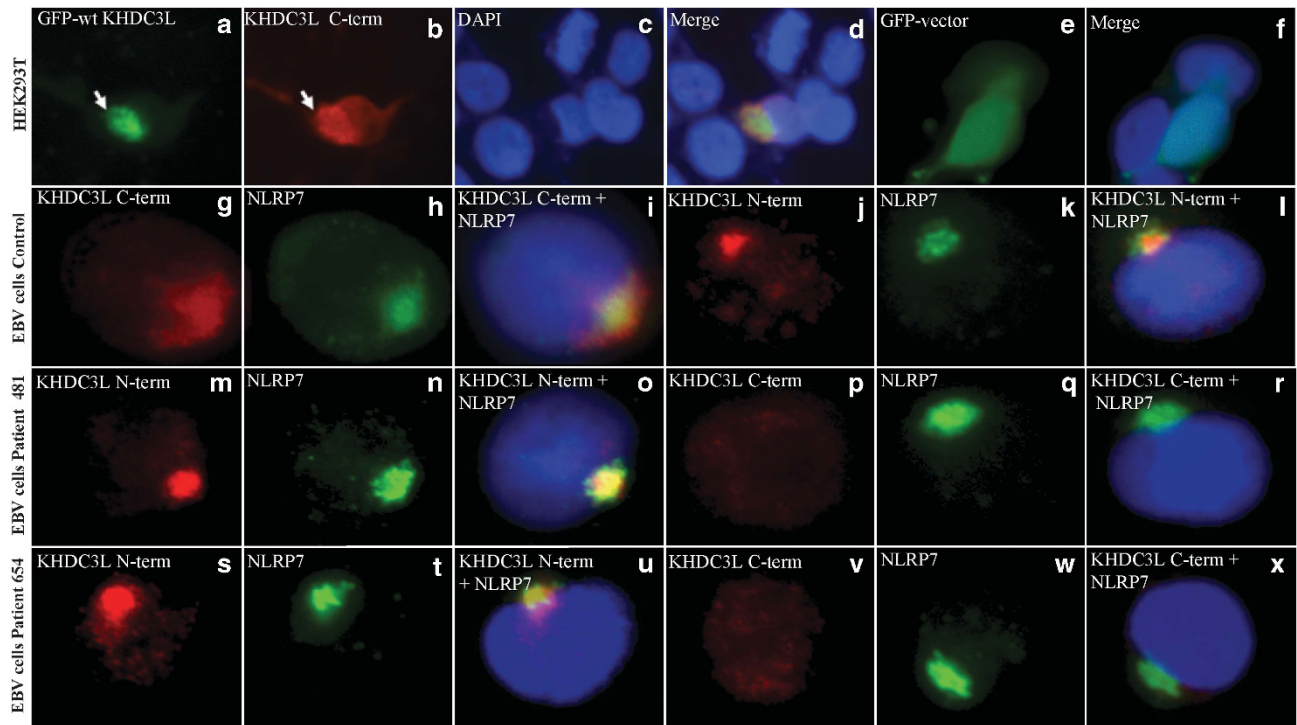 HEK293T
GFP-wt KHDC3L a
KHDC3L C-term b
DAPI c
Merge d
GFP-vector e
Merge f
EBV cells Control
KHDC3L C-term g
NLRP7 h
KHDC3L C-term + i
NLRP7
KHDC3L N-term j
NLRP7 k
KHDC3L N-term + l
NLRP7
EBV cells Patient 481
KHDC3L N-term m
NLRP7 n
KHDC3L N-term + o
NLRP7
KHDC3L C-term p
NLRP7 q
KHDC3L C-term + r
NLRP7
EBV cells Patient 654
KHDC3L N-term s
NLRP7 t
KHDC3L N-term u
+ NLRP7
KHDC3L C-term v
NLRP7 w
KHDC3L C-term + x
NLRP7